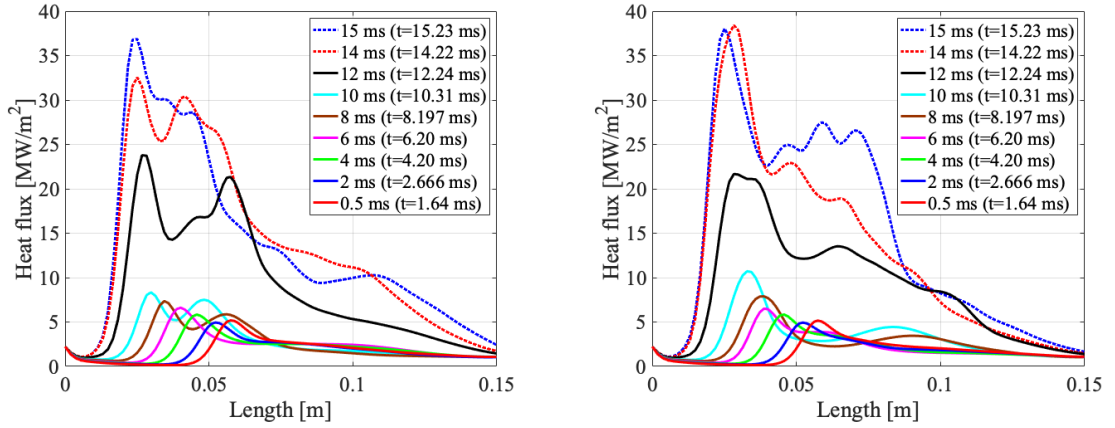 40
35
30
25
20
15
10
5
0
Heat flux [MW/m²]
0
0.05
0.1
0.15
Length [m]
15 ms (t=15.23 ms)
14 ms (t=14.22 ms)
12 ms (t=12.24 ms)
10 ms (t=10.31 ms)
8 ms (t=8.197 ms)
6 ms (t=6.20 ms)
4 ms (t=4.20 ms)
2 ms (t=2.666 ms)
0.5 ms (t=1.64 ms)
40
35
30
25
20
15
10
5
0
Heat flux [MW/m²]
0
0.05
0.1
0.15
Length [m]
15 ms (t=15.23 ms)
14 ms (t=14.22 ms)
12 ms (t=12.24 ms)
10 ms (t=10.31 ms)
8 ms (t=8.197 ms)
6 ms (t=6.20 ms)
4 ms (t=4.20 ms)
2 ms (t=2.666 ms)
0.5 ms (t=1.64 ms)